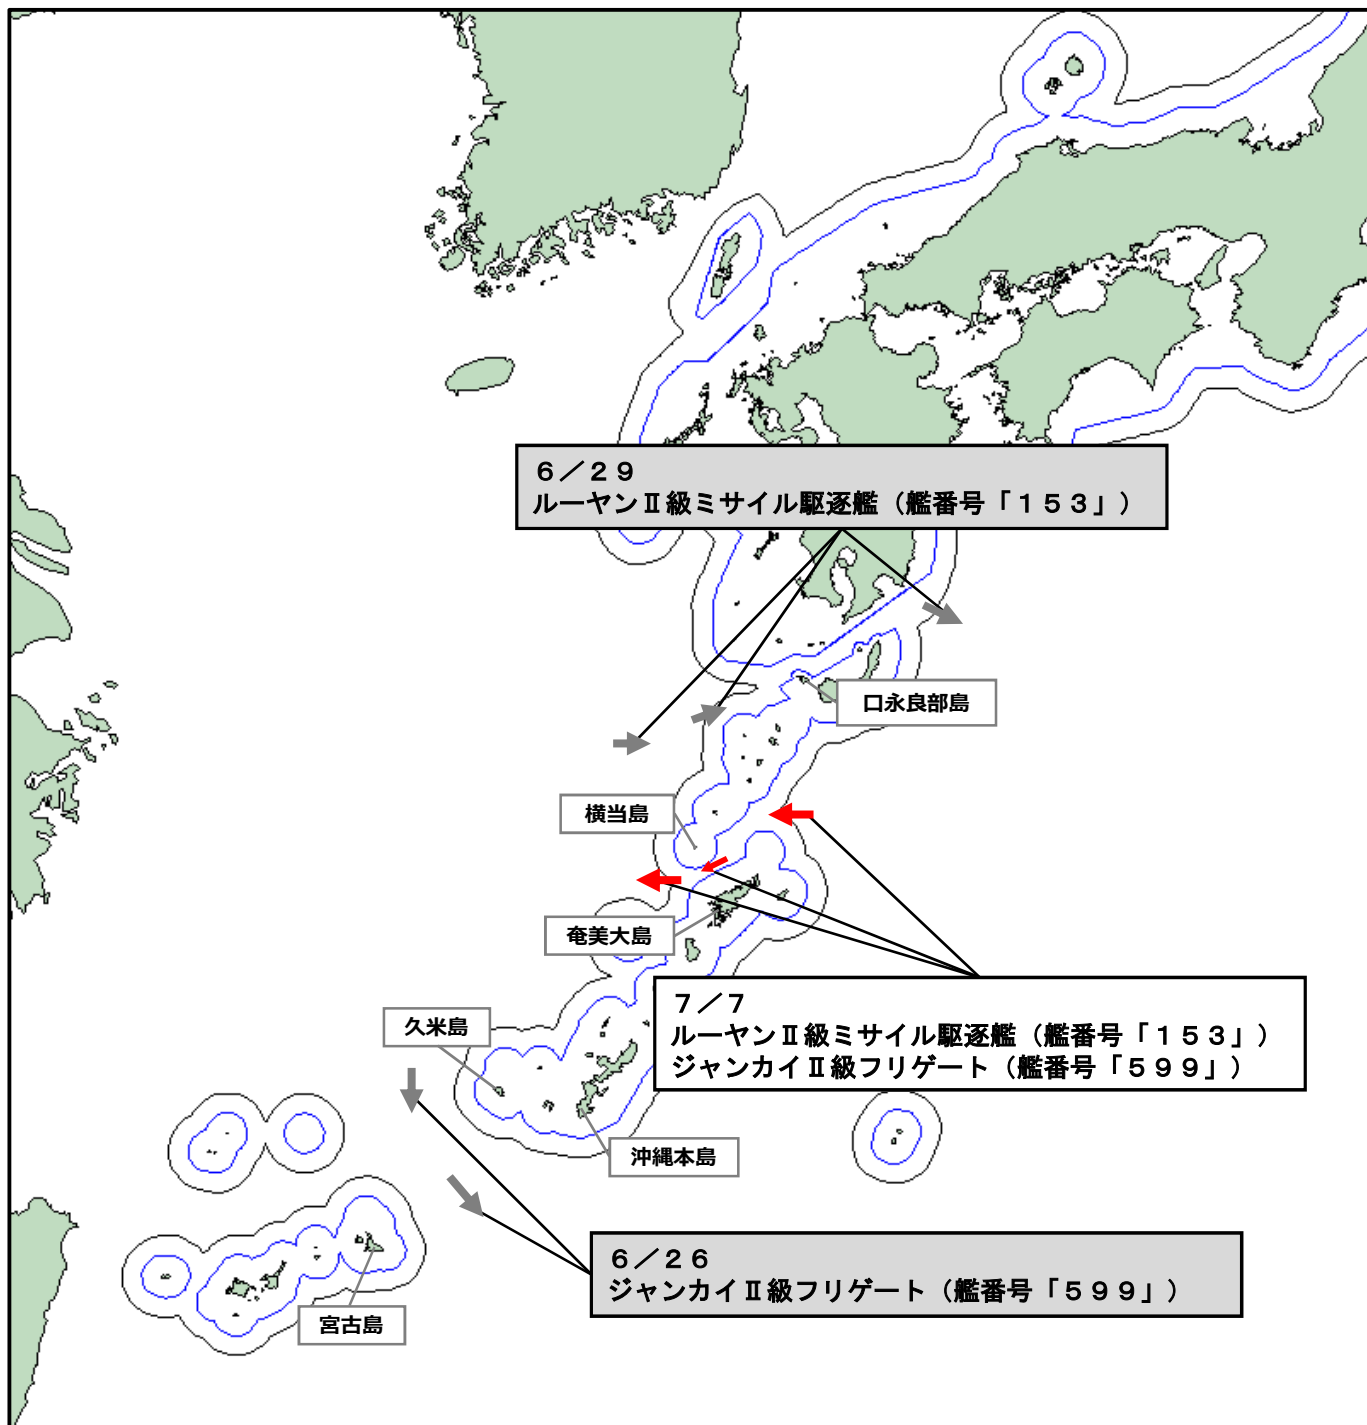 ６／２９
ルーヤンⅡ級ミサイル駆逐艦（艦番号「１５３」）
口永良部島
横当島
奄美大島
７／７
ルーヤンⅡ級ミサイル駆逐艦（艦番号「１５３」）
ジャンカイⅡ級フリゲート（艦番号「５９９」）
久米島
沖縄本島
６／２６
ジャンカイⅡ級フリゲート（艦番号「５９９」）
宮古島